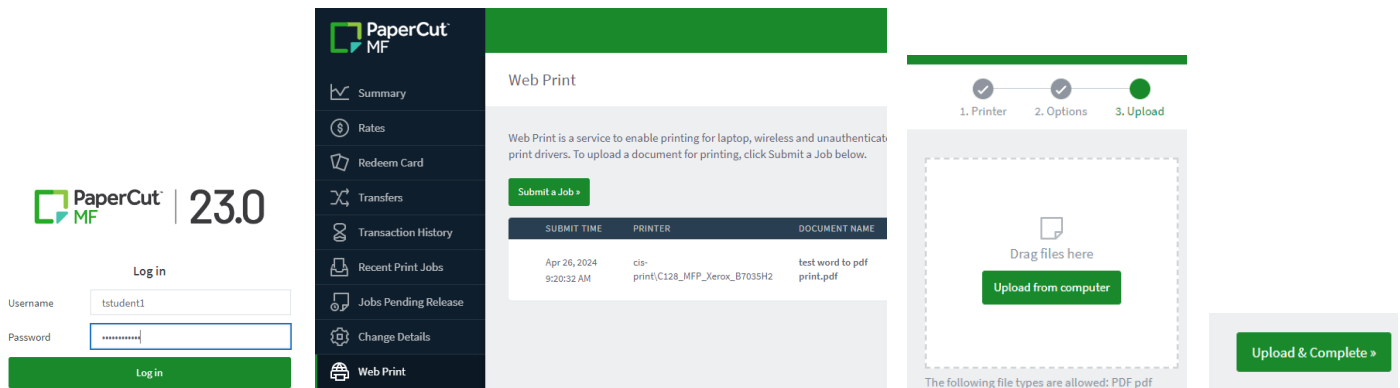 PaperCut MF | 23.0
Log in
Username
tstudent1
Password
Log in
PaperCut
MF
Summary
Rates
Redeem Card
Transfers
Transaction History
Recent Print Jobs
Jobs Pending Release
Change Details
Web Print
Web Print
Web Print is a service to enable printing for laptop, wireless and unauthenticate
print drivers. To upload a document for printing, click Submit a Job below.
Submit a Job »
SUBMIT TIME PRINTER DOCUMENT NAME
Apr 26, 2024 cis- test word to pdf
9:20:32 AM print\C128_MFP_Xerox_B7035H2 print.pdf
1. Printer 2. Options 3. Upload
Drag files here
Upload from computer
The following file types are allowed: PDF pdf
Upload & Complete »